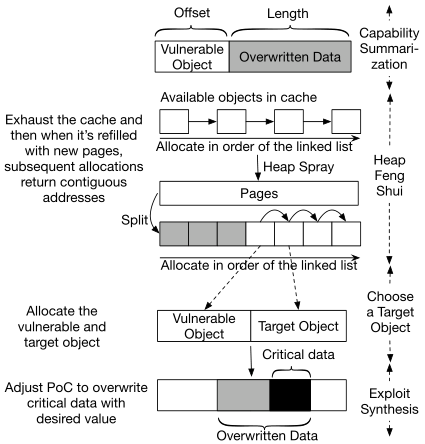 Offset
Length
Vulnerable
Object
Overwritten Data
Capability
Summari-
zation
Available objects in cache
Exhaust the cache and
then when it's refilled
with new pages,
subsequent allocations
return contiguous
addresses
Allocate in order of the linked list
Heap Spray
Heap
Feng
Shui
Pages
Split
Allocate in order of the linked list
Allocate the
vulnerable and
target object
Vulnerable
Object
Target Object
Choose
a Target
Object
Critical data
Adjust PoC to overwrite
critical data with
desired value
Exploit
Synthesis
Overwritten Data